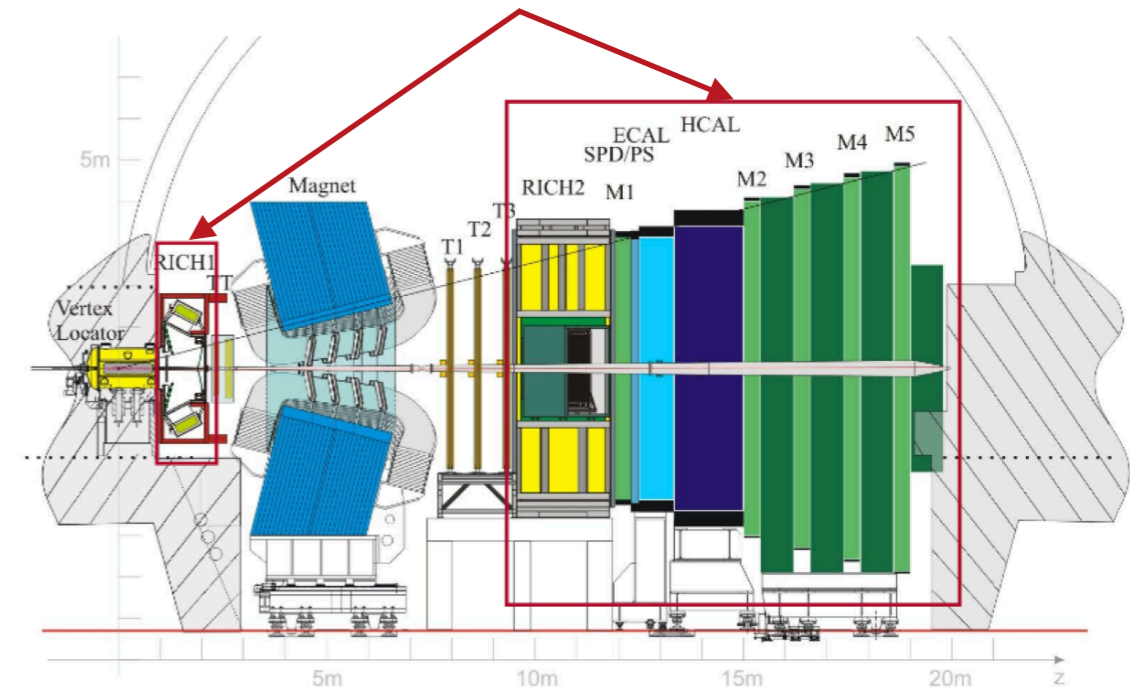 HCAL
ECAL
SPD/PS
M5
M4
M3
M2
M1
RICH2
5m
Magnet
T3
T2
T1
RICH1
TT
Vertex
Locator
5m
10m
15m
20m
z